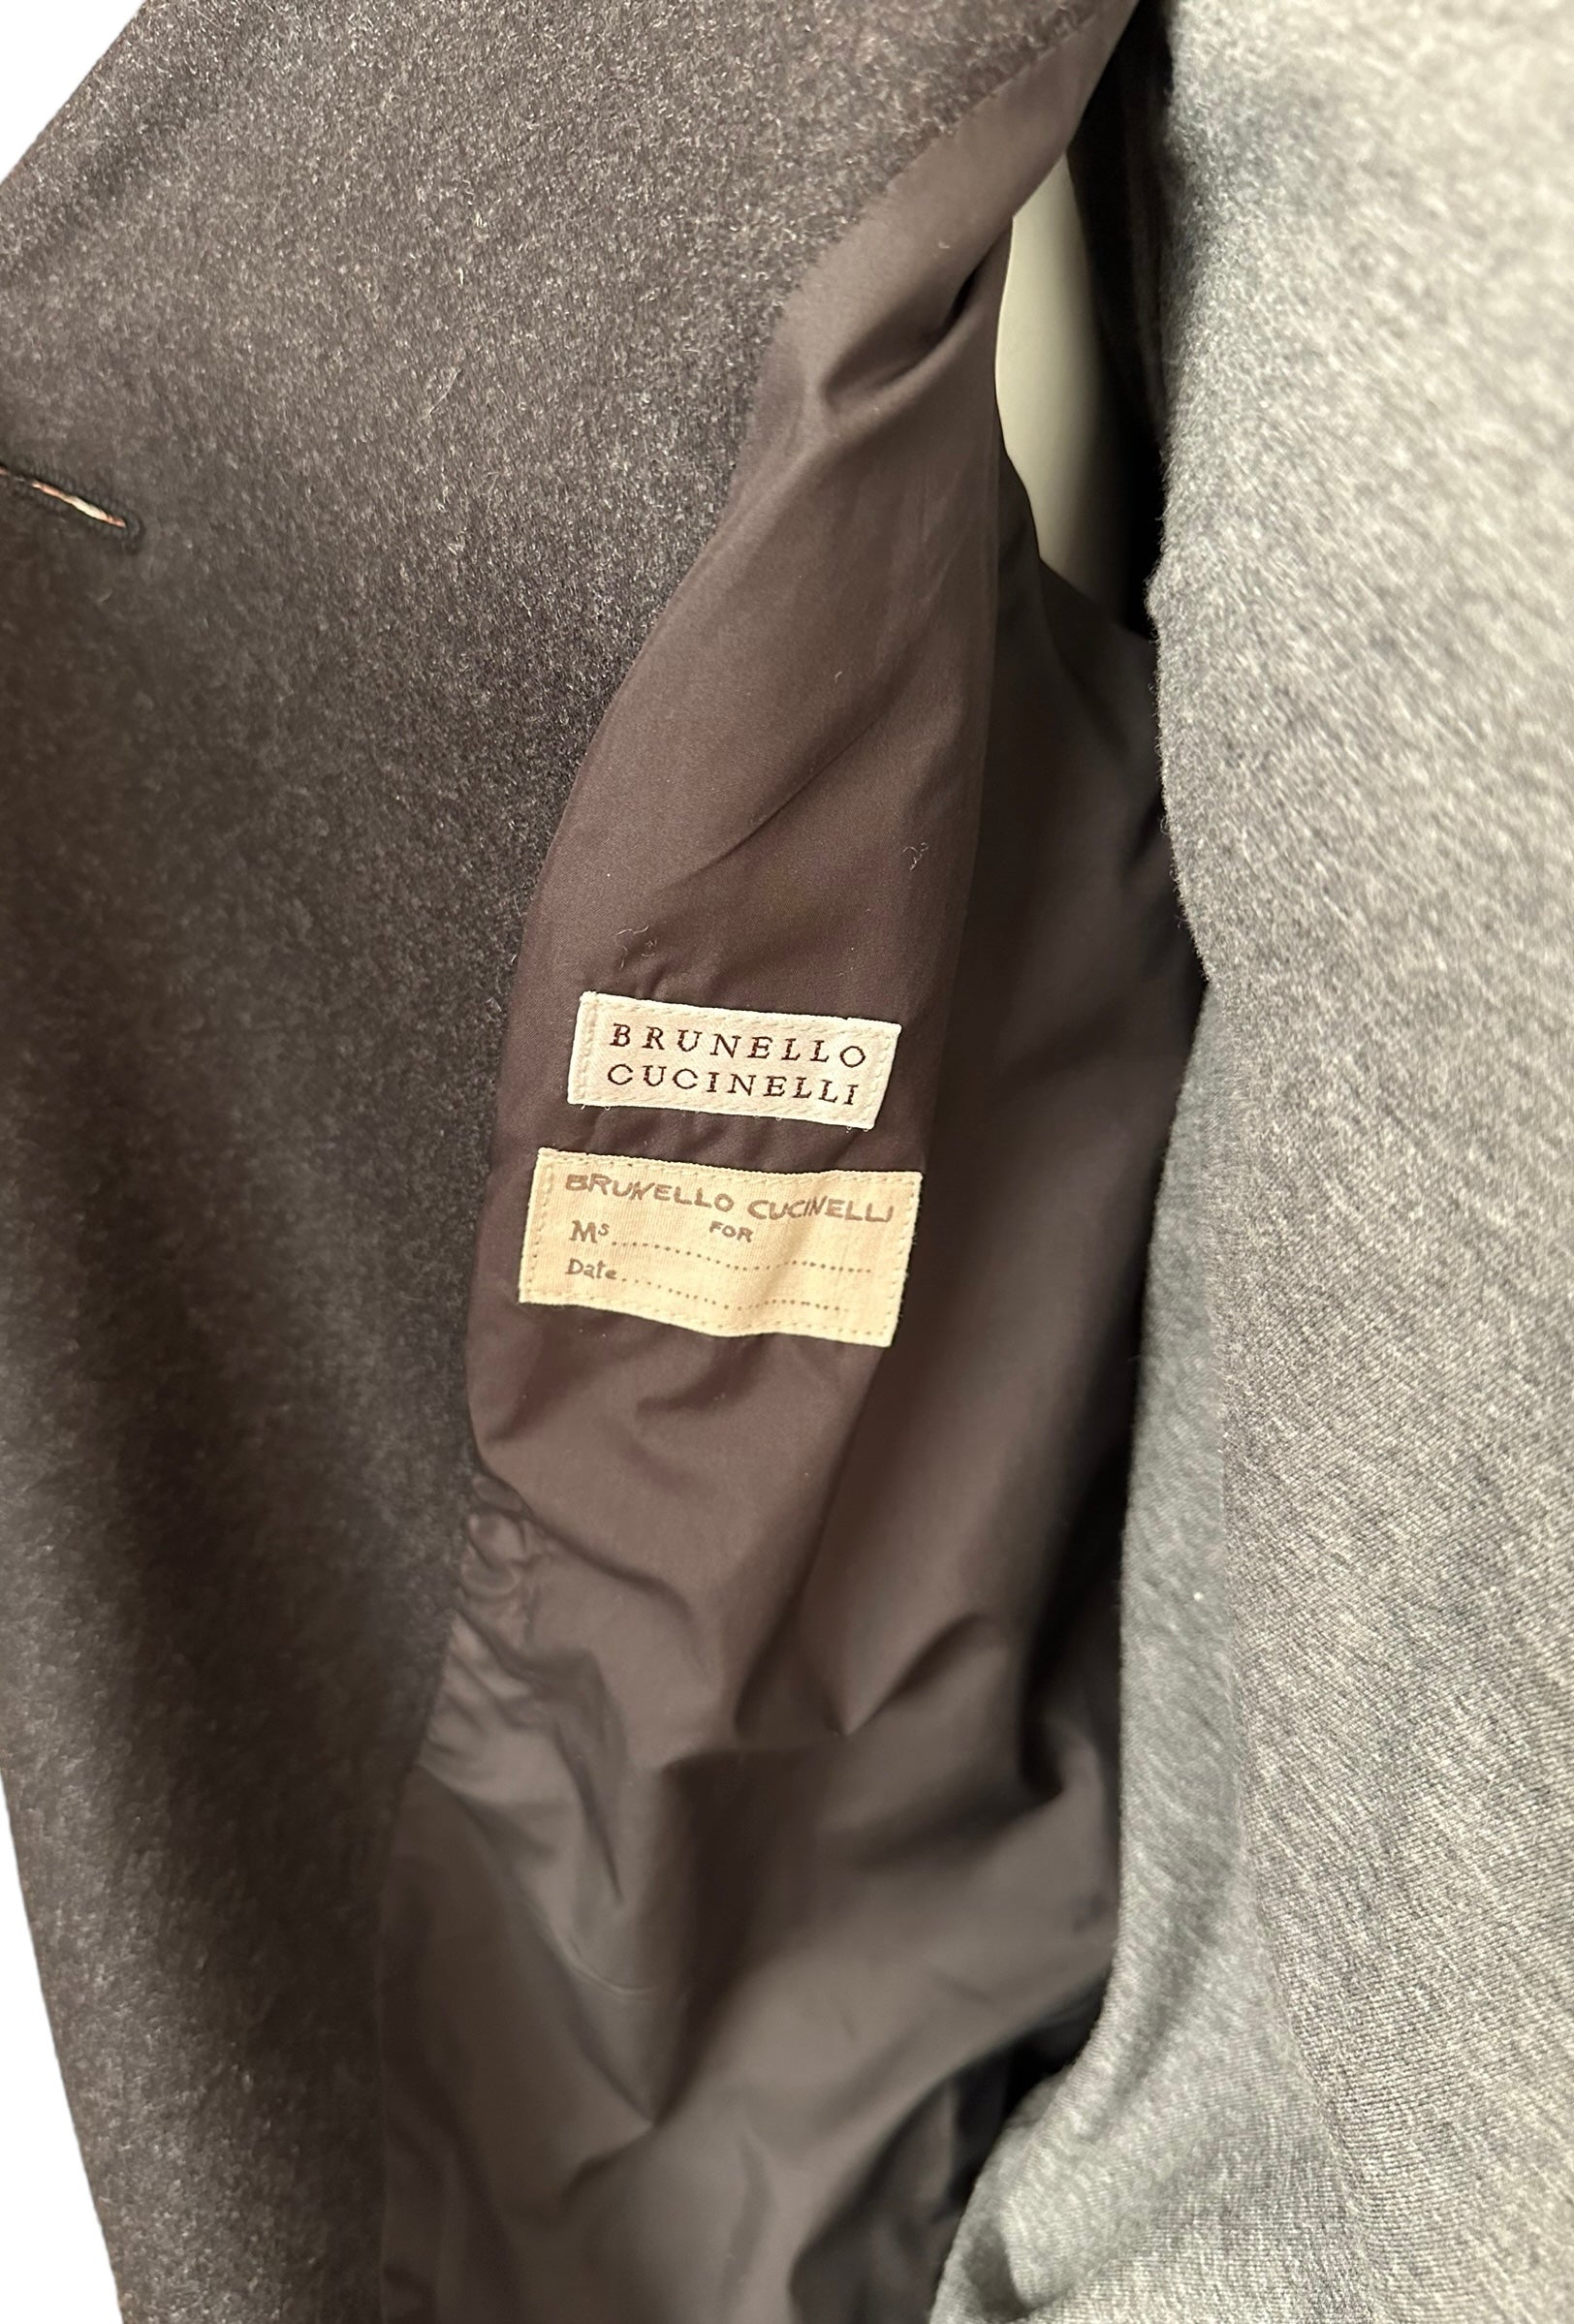 BRUNELLO
CUCINELLI
BRUNELLO CUCINELLI
FOR
Ms..............................
Date..............................